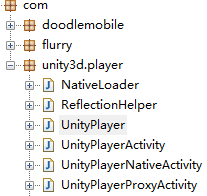 com
doodlemobile
flurry
unity3d.player
NativeLoader
ReflectionHelper
UnityPlayer
UnityPlayerActivity
UnityPlayerNativeActivity
UnityPlayerProxyActivity